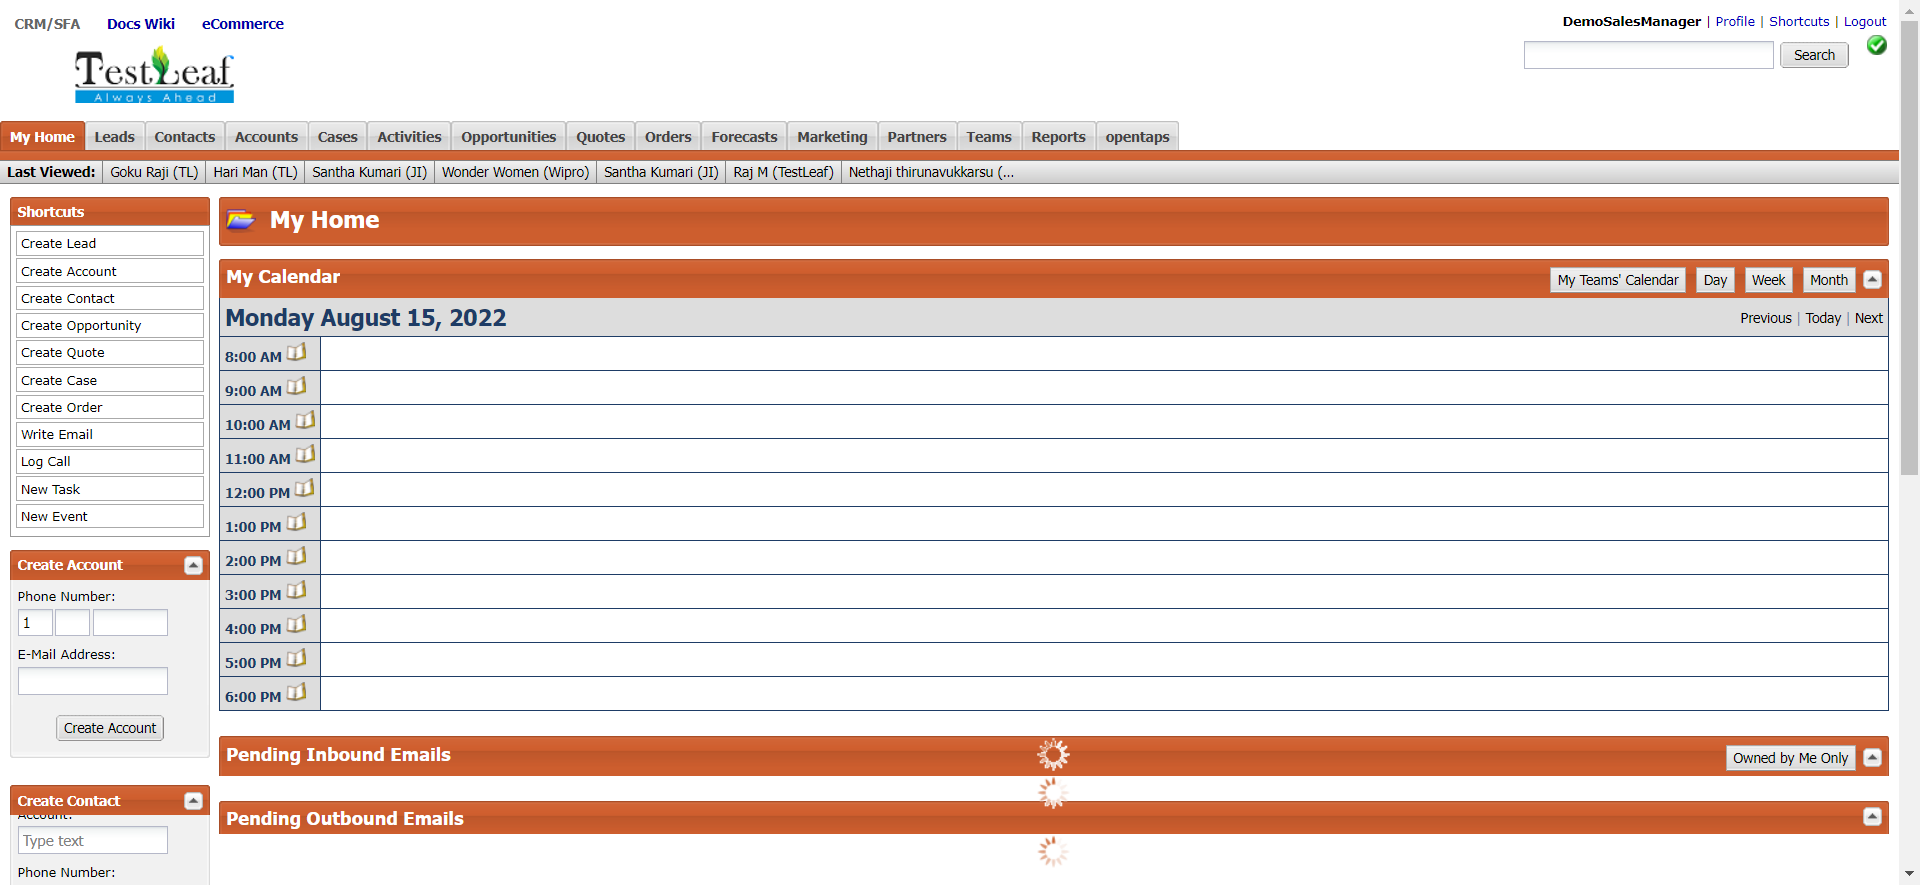 CRM/SFA Docs Wiki eCommerce
DemoSalesManager | Profile | Shortcuts | Logout
Search
TestLeaf
Always Ahead
My Home Leads Contacts Accounts Cases Activities Opportunities Quotes Orders Forecasts Marketing Partners Teams Reports opentaps
Last Viewed: Goku Raji (TL) Hari Man (TL) Santha Kumari (JI) Wonder Women (Wipro) Santha Kumari (JI) Raj M (TestLeaf) Nethaji thirunavukkarsu (...
Shortcuts
Create Lead
Create Account
Create Contact
Create Opportunity
Create Quote
Create Case
Create Order
Write Email
Log Call
New Task
New Event
Create Account
Phone Number:
1
E-Mail Address:
Create Account
Create Contact
Account:
Type text
Phone Number:
My Home
My Calendar My Teams' Calendar Day Week Month
Monday August 15, 2022 Previous | Today | Next
8:00 AM
9:00 AM
10:00 AM
11:00 AM
12:00 PM
1:00 PM
2:00 PM
3:00 PM
4:00 PM
5:00 PM
6:00 PM
Pending Inbound Emails Owned by Me Only
Pending Outbound Emails